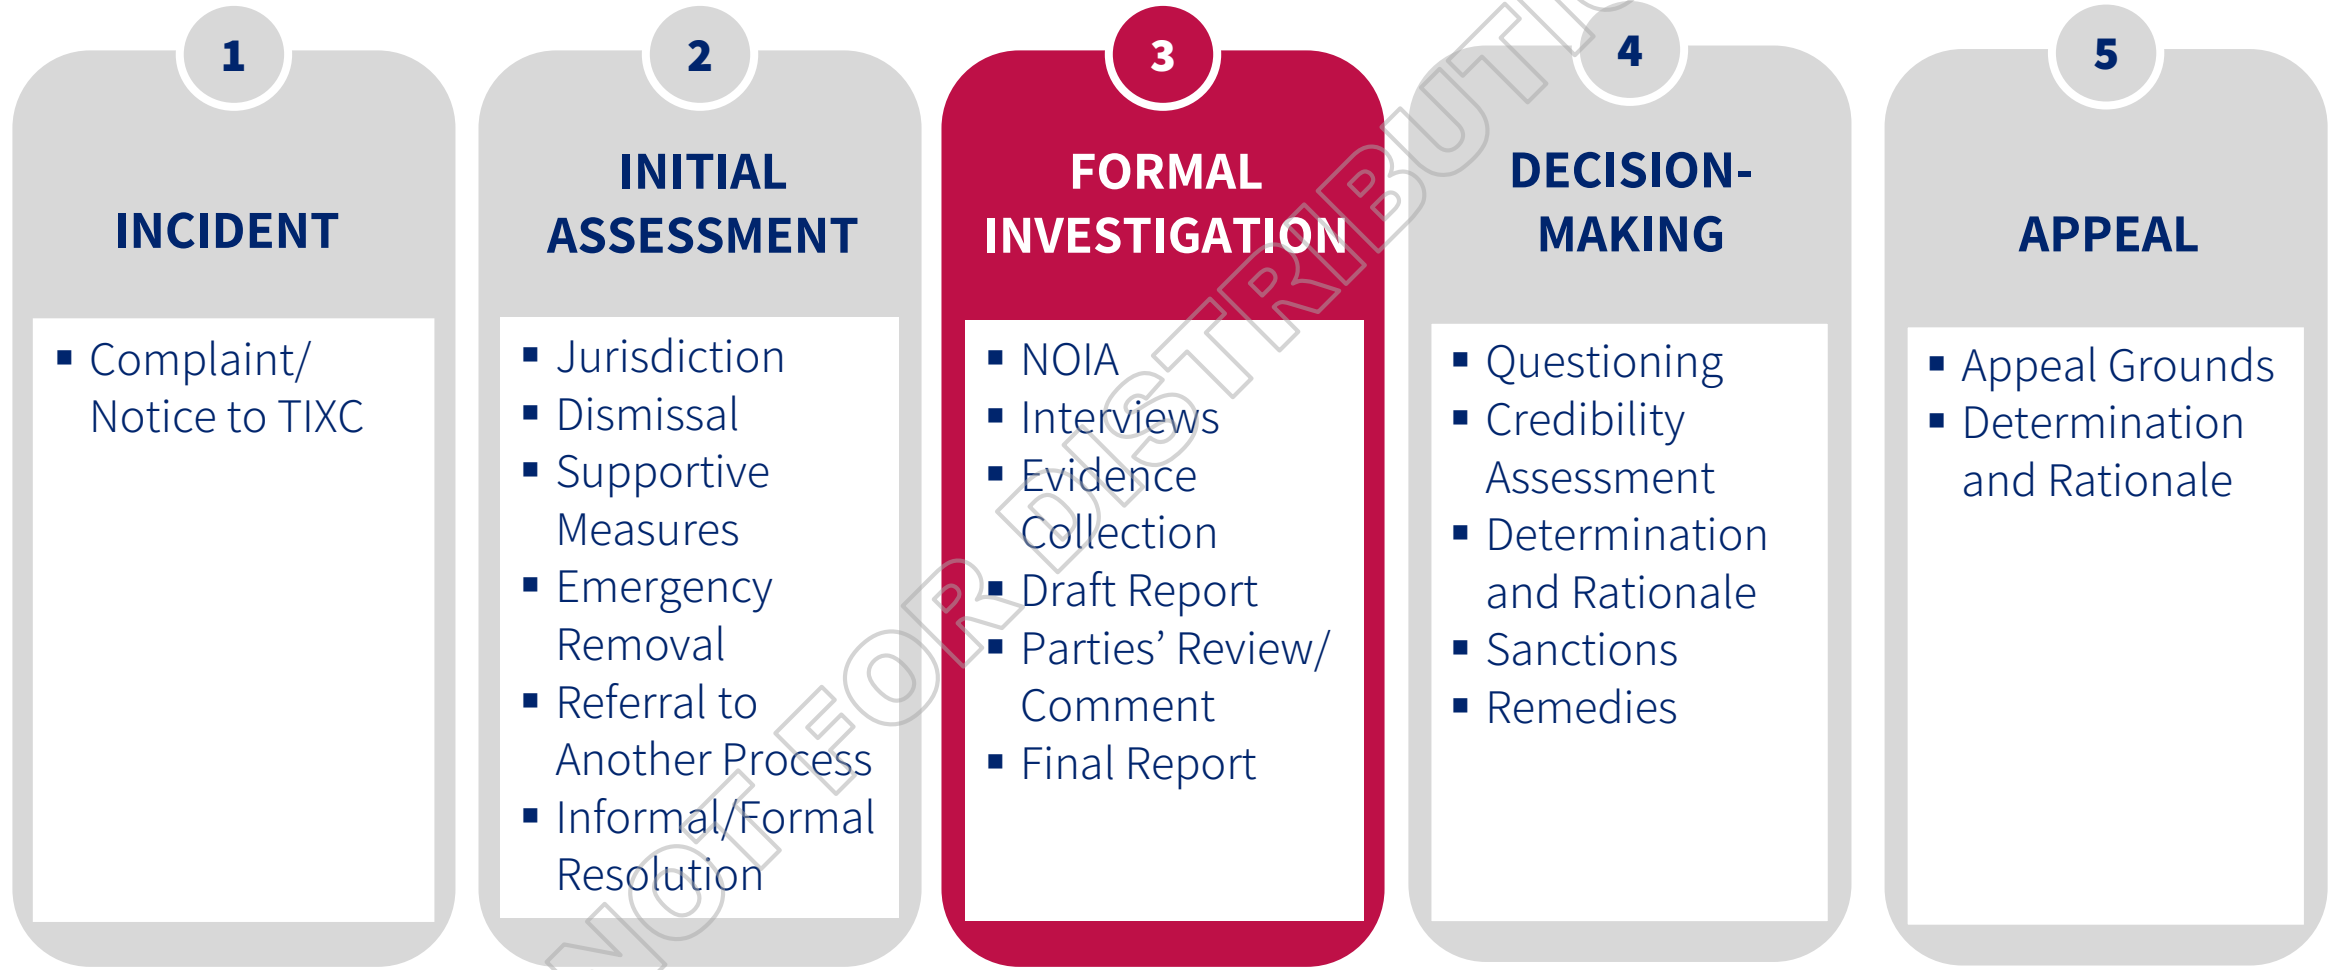 1
INCIDENT
▪ Complaint/
Notice to TIXC
2
INITIAL
ASSESSMENT
▪ Jurisdiction
▪ Dismissal
▪ Supportive
Measures
▪ Emergency
Removal
▪ Referral to
Another Process
▪ Informal/Formal
Resolution
3
FORMAL
INVESTIGATION
▪ NOIA
▪ Interviews
▪ Evidence
Collection
▪ Draft Report
▪ Parties’ Review/
Comment
▪ Final Report
4
DECISION-
MAKING
▪ Questioning
▪ Credibility
Assessment
▪ Determination
and Rationale
▪ Sanctions
▪ Remedies
5
APPEAL
▪ Appeal Grounds
▪ Determination
and Rationale
NOT FOR DISTRIBUTIO